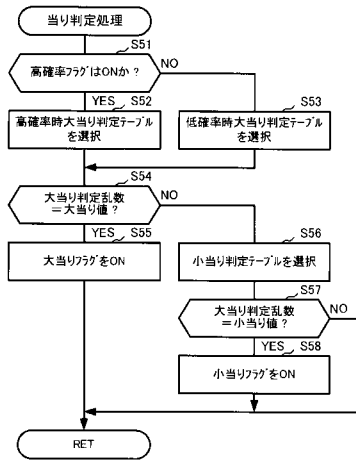 当り判定処理
S51
高確率フラグはONか？
NO
YES
S52
S53
高確率時大当り判定テーブル
を選択
低確率時大当り判定テーブル
を選択
S54
大当り判定乱数
＝大当り値？
NO
YES
S55
S56
大当りフラグをON
小当り判定テーブルを選択
S57
大当り判定乱数
＝小当り値？
NO
YES
S58
小当りフラグをON
RET